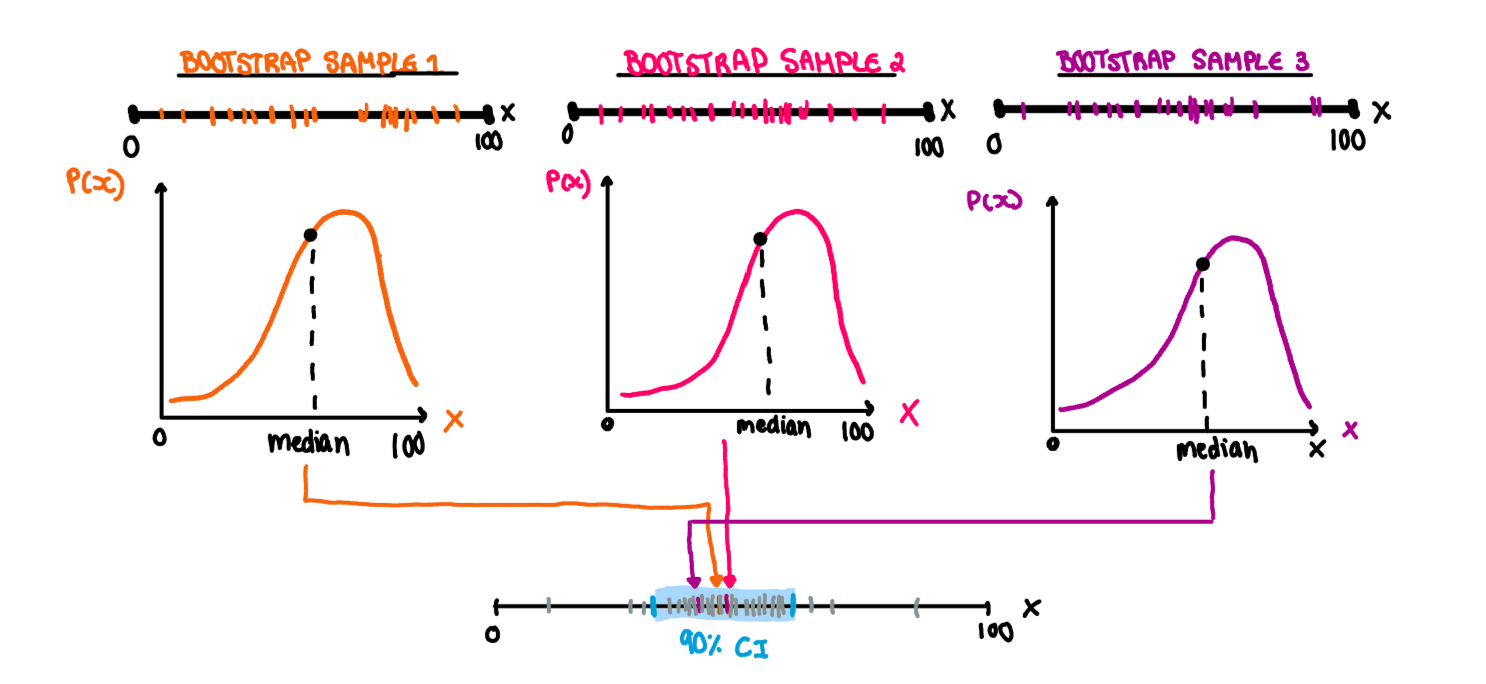 BOOTSTRAP SAMPLE 1
BOOTSTRAP SAMPLE 2
BOOTSTRAP SAMPLE 3
X
0
100
X
0
100
X
0
100
P(x)
0
median
100
X
P(x)
0
median
100
X
P(x)
0
median
X
X
0
100
X
90% CI